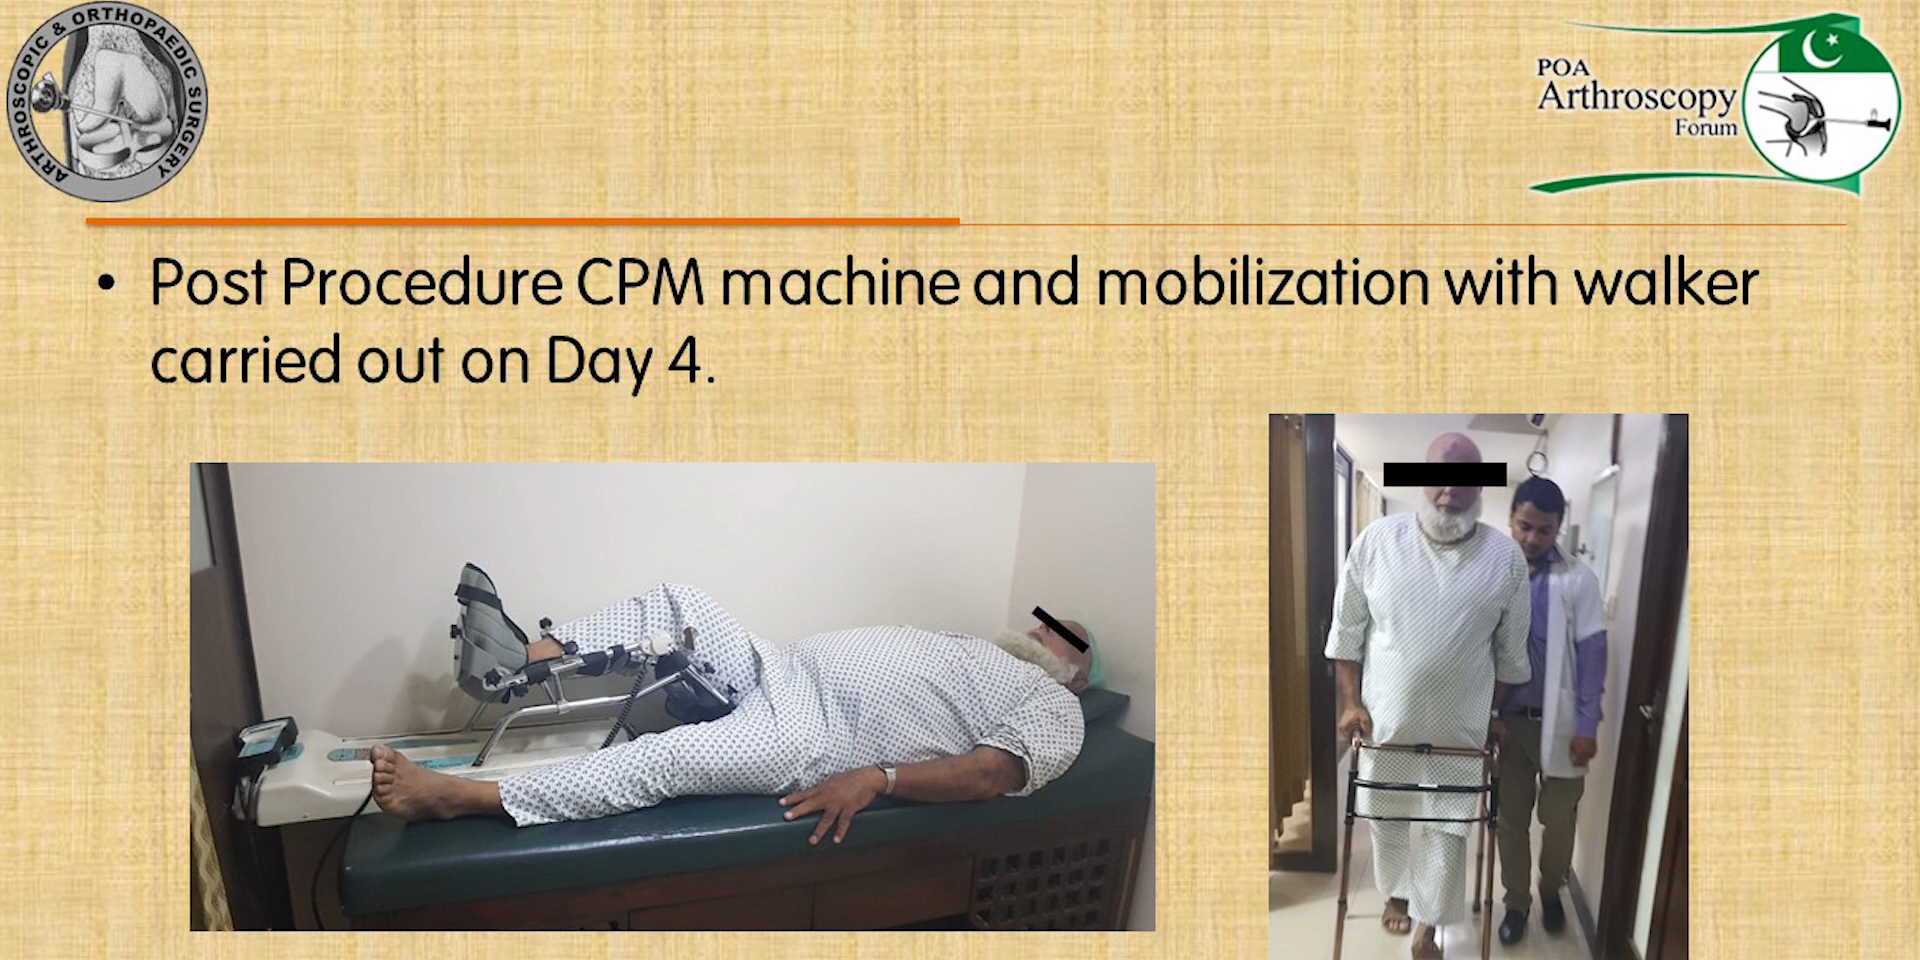 ARTHROSCOPIC & ORTHOPAEDIC SURGERY
POA
Arthroscopy
Forum
• Post Procedure CPM machine and mobilization with walker
carried out on Day 4.